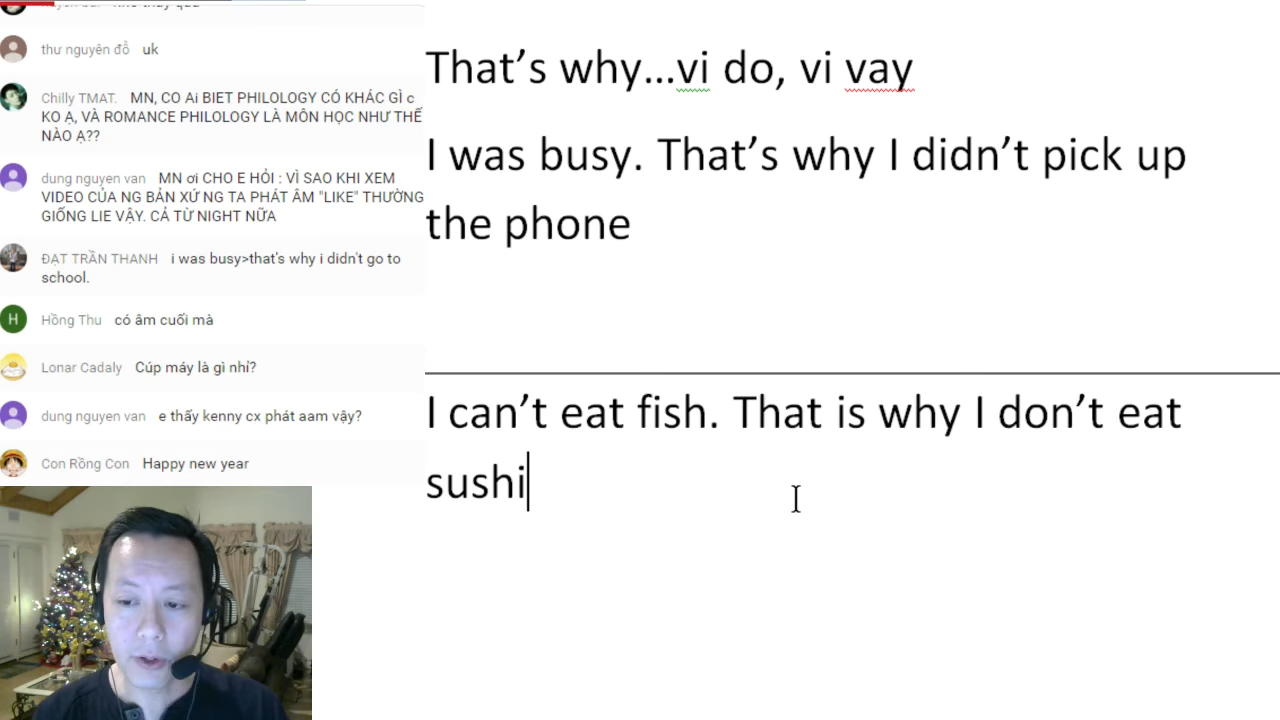 thư nguyên đỗ uk
Chilly TMAT. MN, CO Ai BIET PHILOLOGY CÓ KHÁC GÌ c
KO Ạ, VÀ ROMANCE PHILOLOGY LÀ MÔN HỌC NHƯ THẾ
NÀO Ạ??
dung nguyen van MN ơi CHO E HỎI : VÌ SAO KHI XEM
VIDEO CỦA NG BẢN XỨ NG TA PHÁT ÂM "LIKE" THƯỜNG
GIỐNG LIE VẬY. CẢ TỪ NIGHT NỮA
ĐẠT TRẦN THANH i was busy>that's why i didn't go to
school.
H Hồng Thu có âm cuối mà
Lonar Cadaly Cúp máy là gì nhỉ?
dung nguyen van e thấy kenny cx phát aam vậy?
Con Rồng Con Happy new year
That's why...vi do, vi vay
I was busy. That's why I didn't pick up
the phone
I can't eat fish. That is why I don't eat
sushi